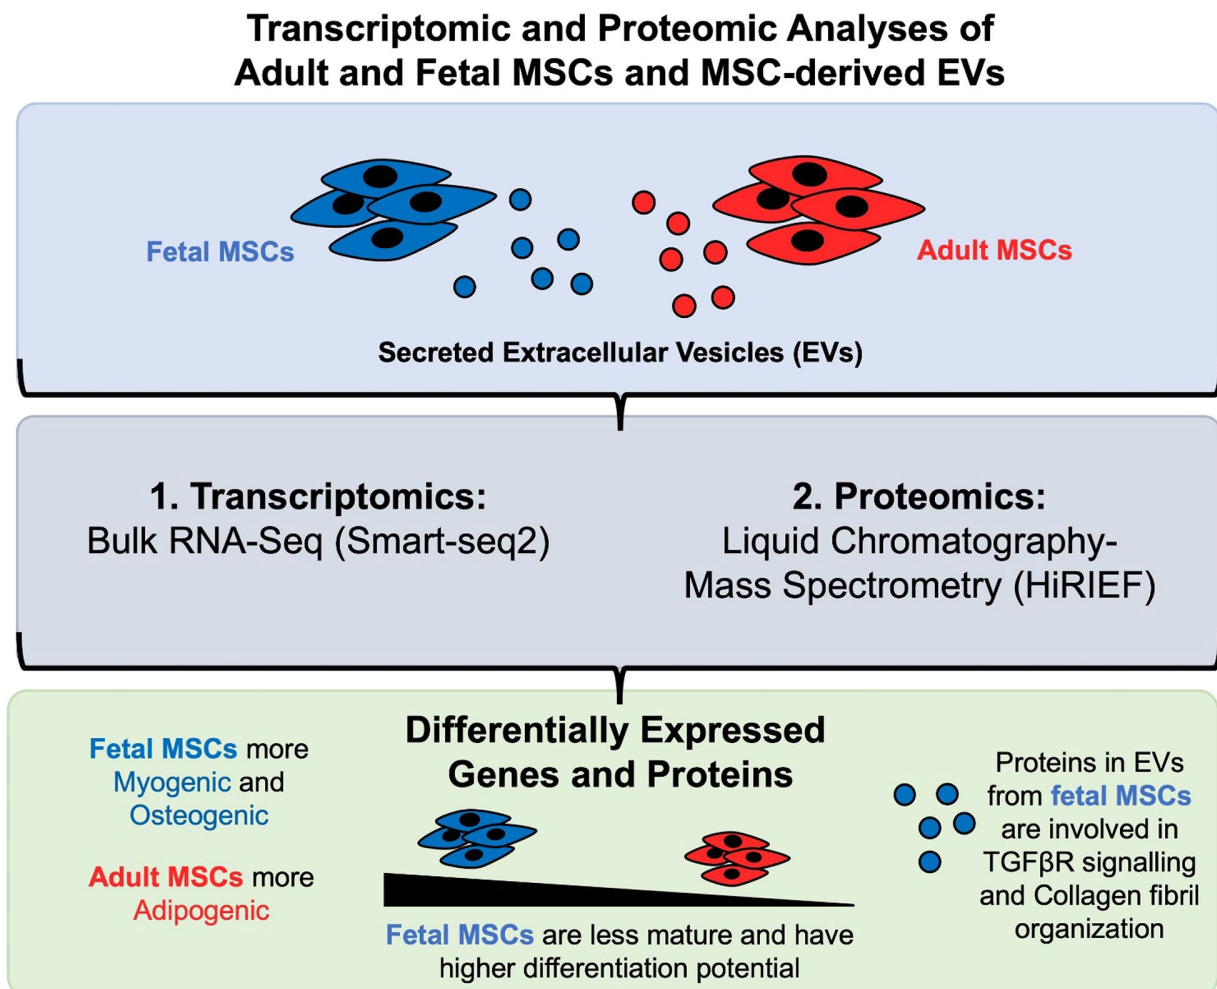 Transcriptomic and Proteomic Analyses of
Adult and Fetal MSCs and MSC-derived EVs
Fetal MSCs
Adult MSCs
Secreted Extracellular Vesicles (EVs)
1. Transcriptomics:
Bulk RNA-Seq (Smart-seq2)
2. Proteomics:
Liquid Chromatography-
Mass Spectrometry (HiRIEF)
Differentially Expressed
Genes and Proteins
Fetal MSCs more
Myogenic and
Osteogenic
Adult MSCs more
Adipogenic
Fetal MSCs are less mature and have
higher differentiation potential
Proteins in EVs
from fetal MSCs
are involved in
TGFβR signalling
and Collagen fibril
organization